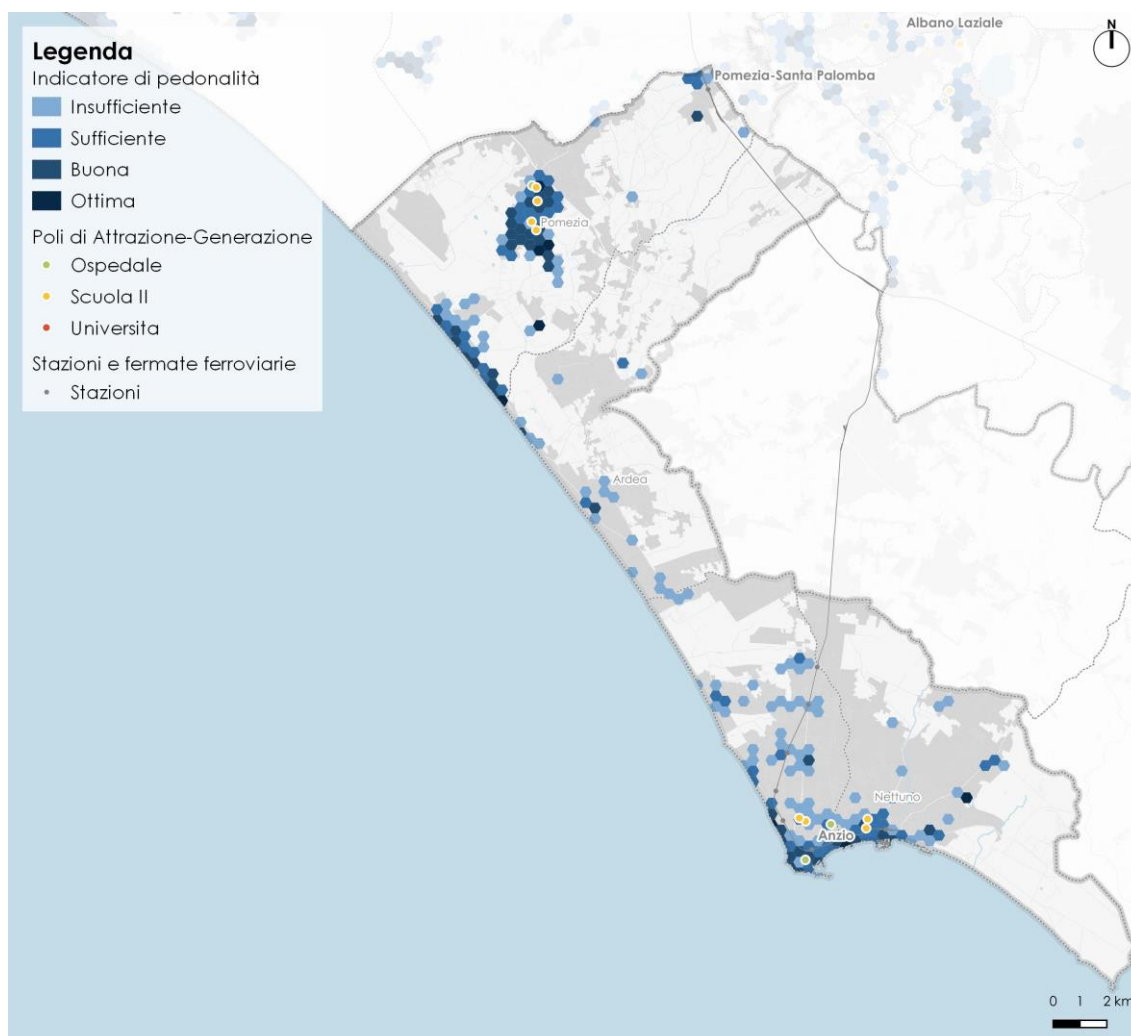 Legenda
Indicatore di pedonalità
Insufficiente
Sufficiente
Buona
Ottima
Poli di Attrazione-Generazione
Ospedale
Scuola II
Universita
Stazioni e fermate ferroviarie
Stazioni
Albano Laziale
N
Pomezia-Santa Palomba
Pomezia
Ardea
Nettuno
Anzio
0 1 2 km